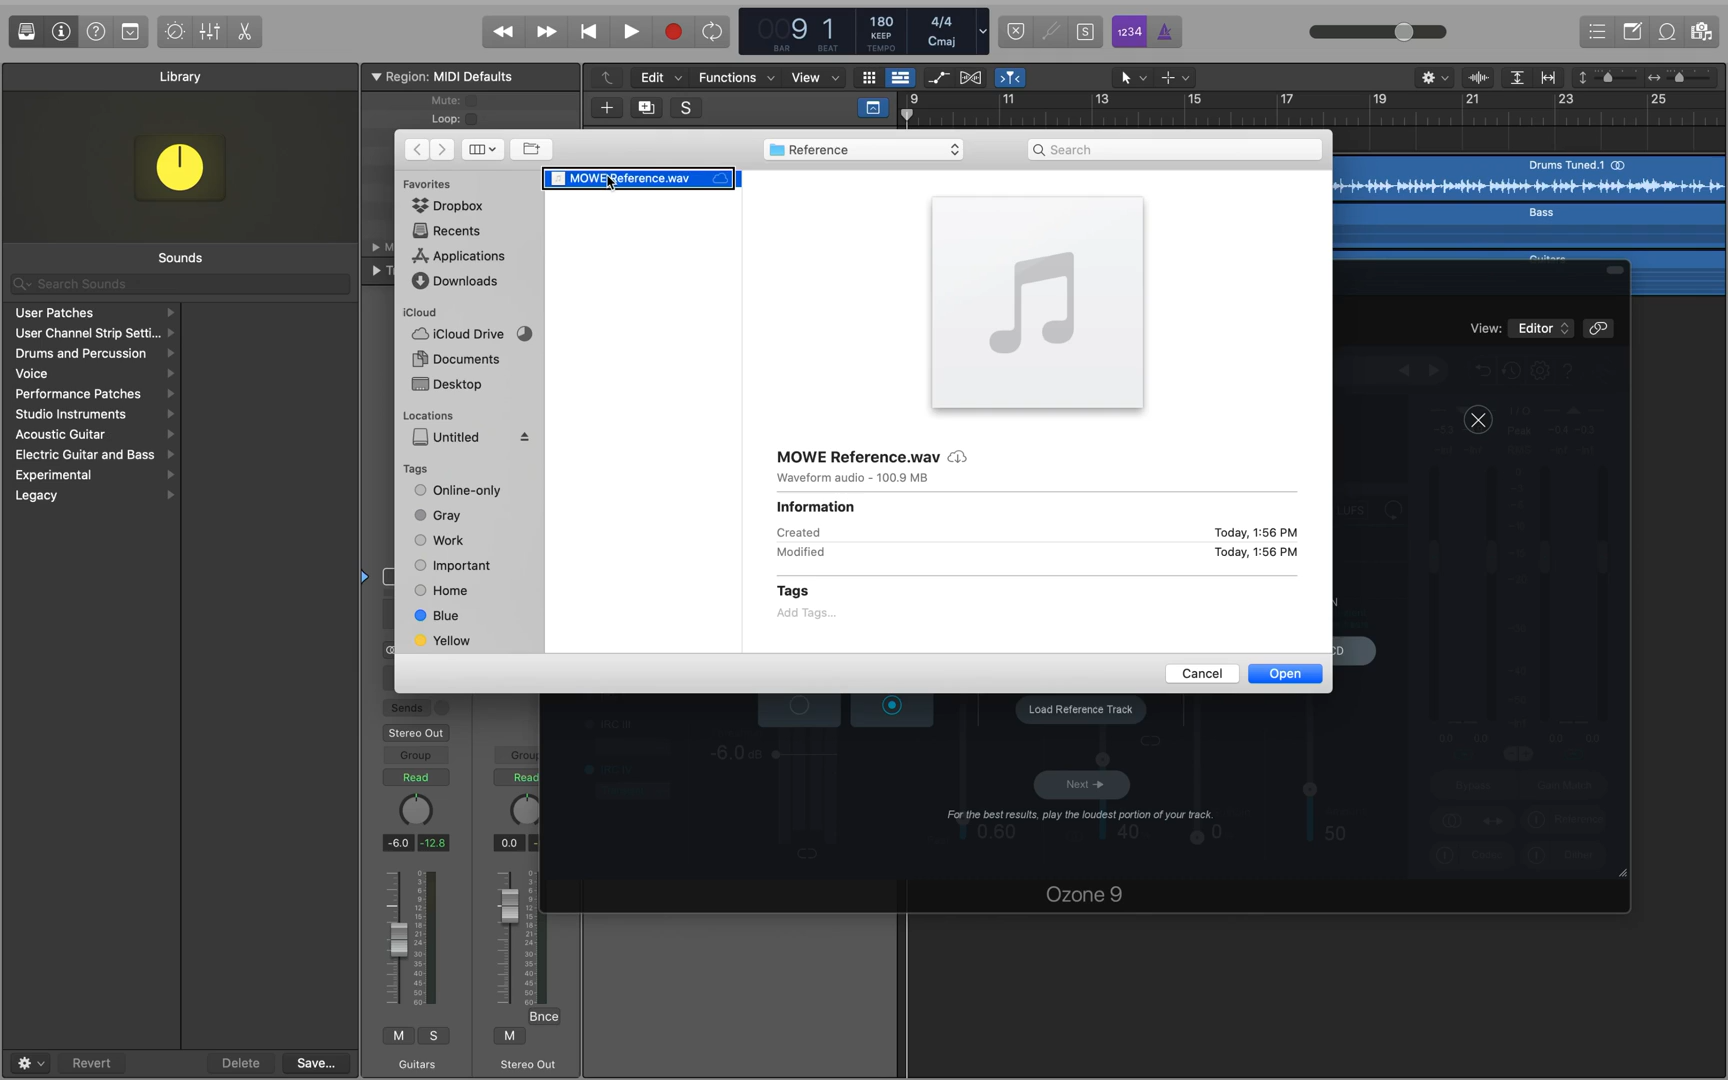 9 1
BAR BEAT
180
KEEP
TEMPO
4/4
Cmaj
1234
S
Library
Region: MIDI Defaults
Mute:
Loop:
Edit Functions View
S
9 11 13 15 17 19 21 23 25
Drums Tuned.1
Bass
Sounds
Search Sounds
User Patches
User Channel Strip Setti...
Drums and Percussion
Voice
Performance Patches
Studio Instruments
Acoustic Guitar
Electric Guitar and Bass
Experimental
Legacy
Reference
Search
Favorites
Dropbox
Recents
Applications
Downloads
iCloud
iCloud Drive
Documents
Desktop
Locations
Untitled
Tags
Online-only
Gray
Work
Important
Home
Blue
Yellow
MOWE Reference.wav
MOWE Reference.wav
Waveform audio - 100.9 MB
Information
Created Today, 1:56 PM
Modified Today, 1:56 PM
Tags
Add Tags...
Cancel Open
View: Editor
Load Reference Track
-6.0 dB
Next
For the best results, play the loudest portion of your track.
0.60 40 0 50
Ozone 9
Sends
Stereo Out
Group
Read Read
-6.0 -12.8 0.0
Bnce
M S M
Guitars Stereo Out
Revert Delete Save...